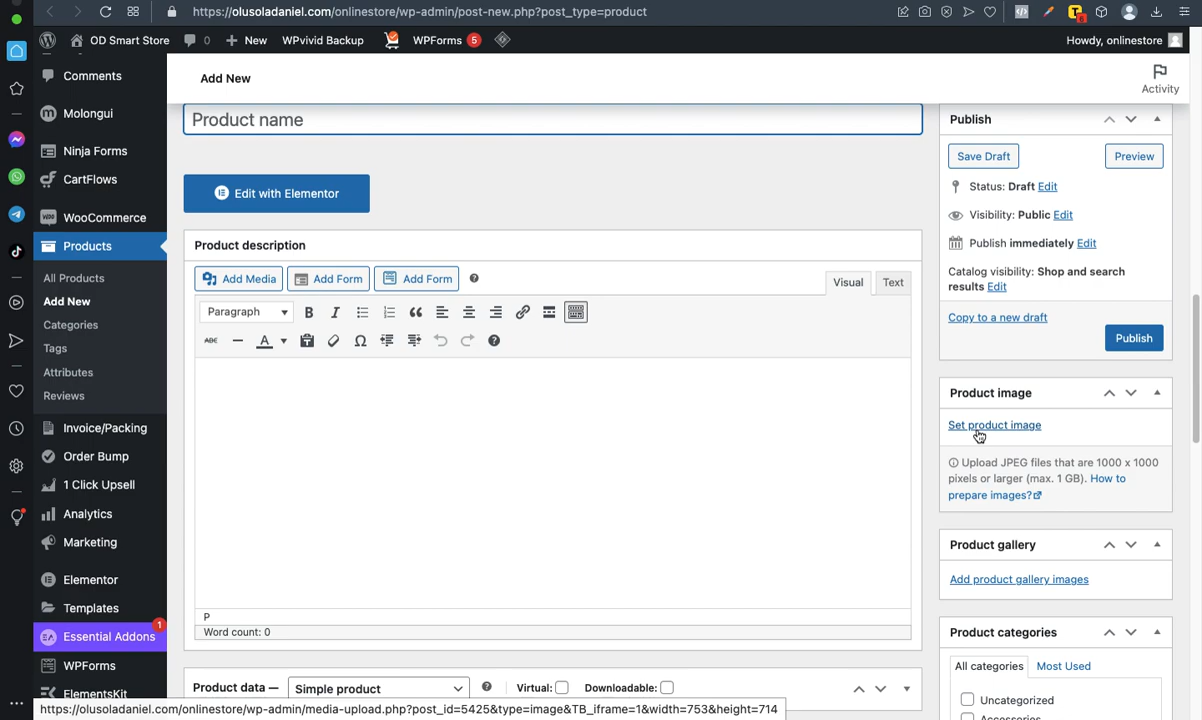 https://olusoladaniel.com/onlinestore/wp-admin/post-new.php?post_type=product
6
OD Smart Store
0
New
WPvivid Backup
WPForms 5
Howdy, onlinestore
Comments
Molongui
Ninja Forms
CartFlows
WooCommerce
Products
All Products
Add New
Categories
Tags
Attributes
Reviews
Invoice/Packing
Order Bump
1 Click Upsell
Analytics
Marketing
Elementor
Templates
Essential Addons 1
WPForms
ElementsKit
Add New
Activity
Product name
Edit with Elementor
Product description
Add Media
Add Form
Add Form
Visual
Text
Paragraph
P
Word count: 0
Product data —
Simple product
Virtual:
Downloadable:
Publish
Save Draft
Preview
Status: Draft Edit
Visibility: Public Edit
Publish immediately Edit
Catalog visibility: Shop and search
results Edit
Copy to a new draft
Publish
Product image
Set product image
Upload JPEG files that are 1000 x 1000
pixels or larger (max. 1 GB). How to
prepare images?
Product gallery
Add product gallery images
Product categories
All categories
Most Used
Uncategorized
Accessories
https://olusoladaniel.com/onlinestore/wp-admin/media-upload.php?post_id=5425&type=image&TB_iframe=1&width=753&height=714